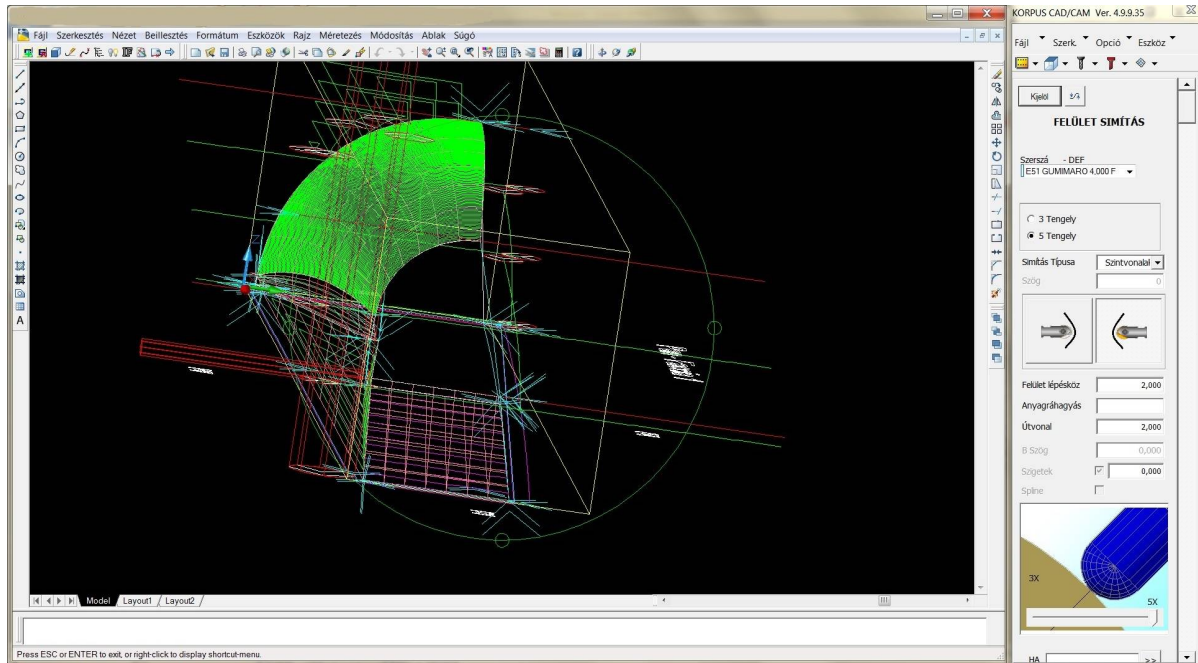 KORPUS CAD/CAM Ver. 4.9.9.35
Fájl Szerkesztés Nézet Beillesztés Formátum Eszközök Rajz Méretezés Módosítás Ablak Súgó
Fájl Szerk. Opció Eszköz
Kijelöl
FELÜLET SIMÍTÁS
Szerszá - DEF
E51 GUMIMARO 4,000 F
3 Tengely
5 Tengely
Simítás Típusa Szintvonalal
Szög 0
Felület lépésköz 2,000
Anyagráhagyás
Útvonal 2,000
B Szög 0,000
Szigetek 0,000
Spline
3X
5X
HA >>
Z
A
Model Layout1 Layout2
Press ESC or ENTER to exit, or right-click to display shortcut-menu.